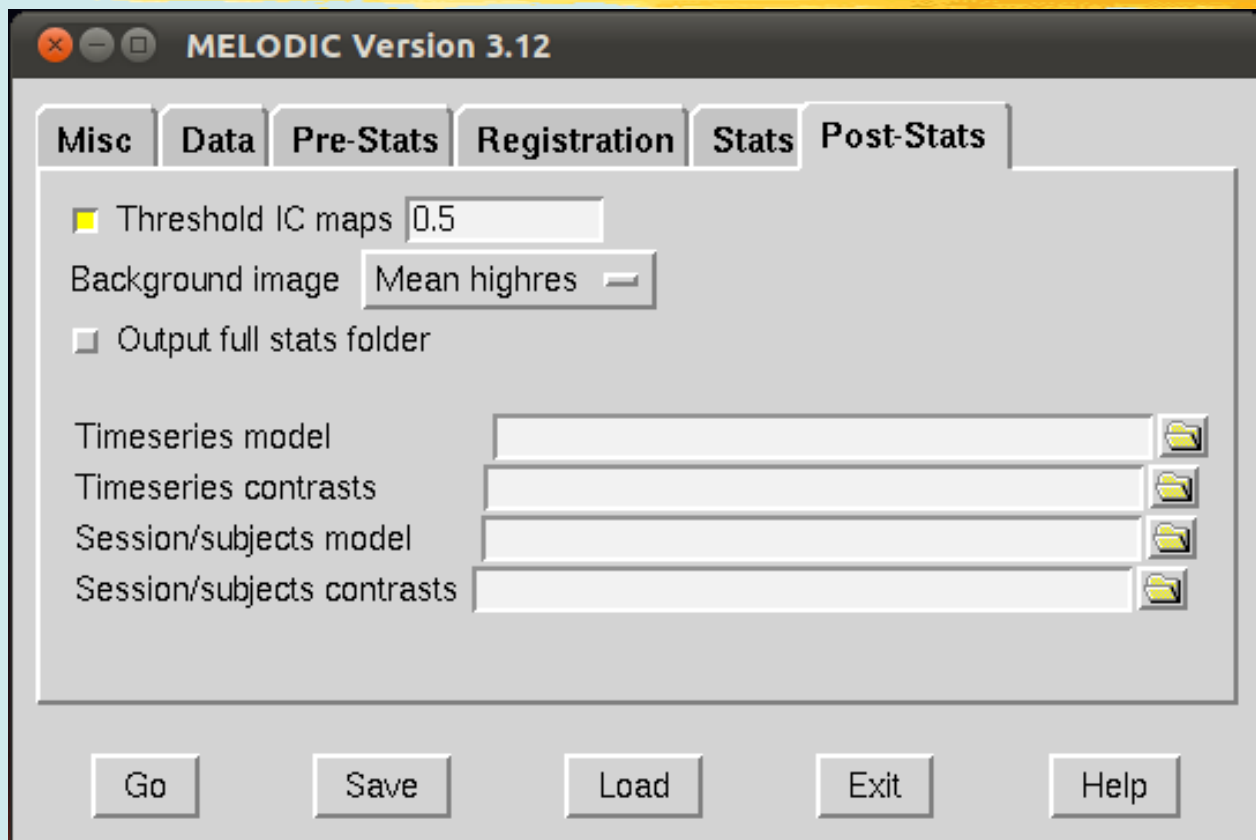 MELODIC Version 3.12
Misc Data Pre-Stats Registration Stats Post-Stats
Threshold IC maps 0.5
Background image Mean highres
Output full stats folder
Timeseries model
Timeseries contrasts
Session/subjects model
Session/subjects contrasts
Go Save Load Exit Help